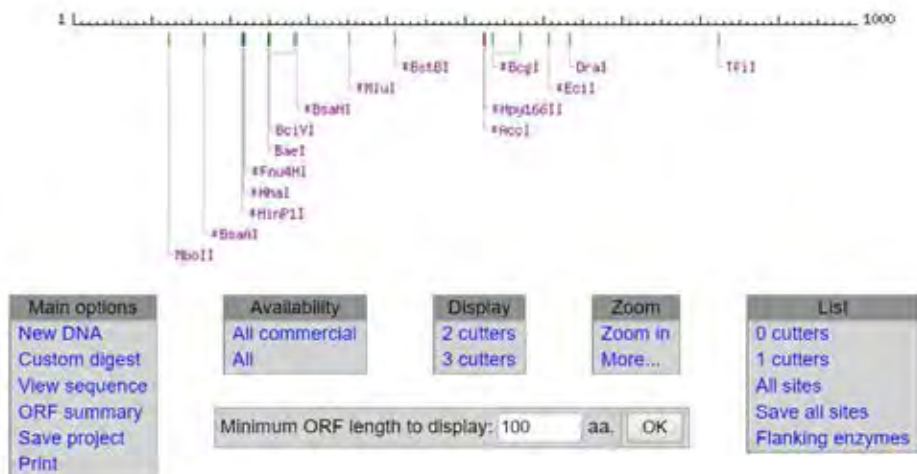 1 1000
#BstBI #BcgI DraI TfiI
#MluI #EciI
#BsaHI #Hpy166II
BciVI #AccI
BaeI
#Fnu4HI
#HhaI
#HinP1I
#BsaAI
MboII
Main options
New DNA
Custom digest
View sequence
ORF summary
Save project
Print
Availability
All commercial
All
Display
2 cutters
3 cutters
Zoom
Zoom in
More...
List
0 cutters
1 cutters
All sites
Save all sites
Flanking enzymes
Minimum ORF length to display: 100 aa. OK